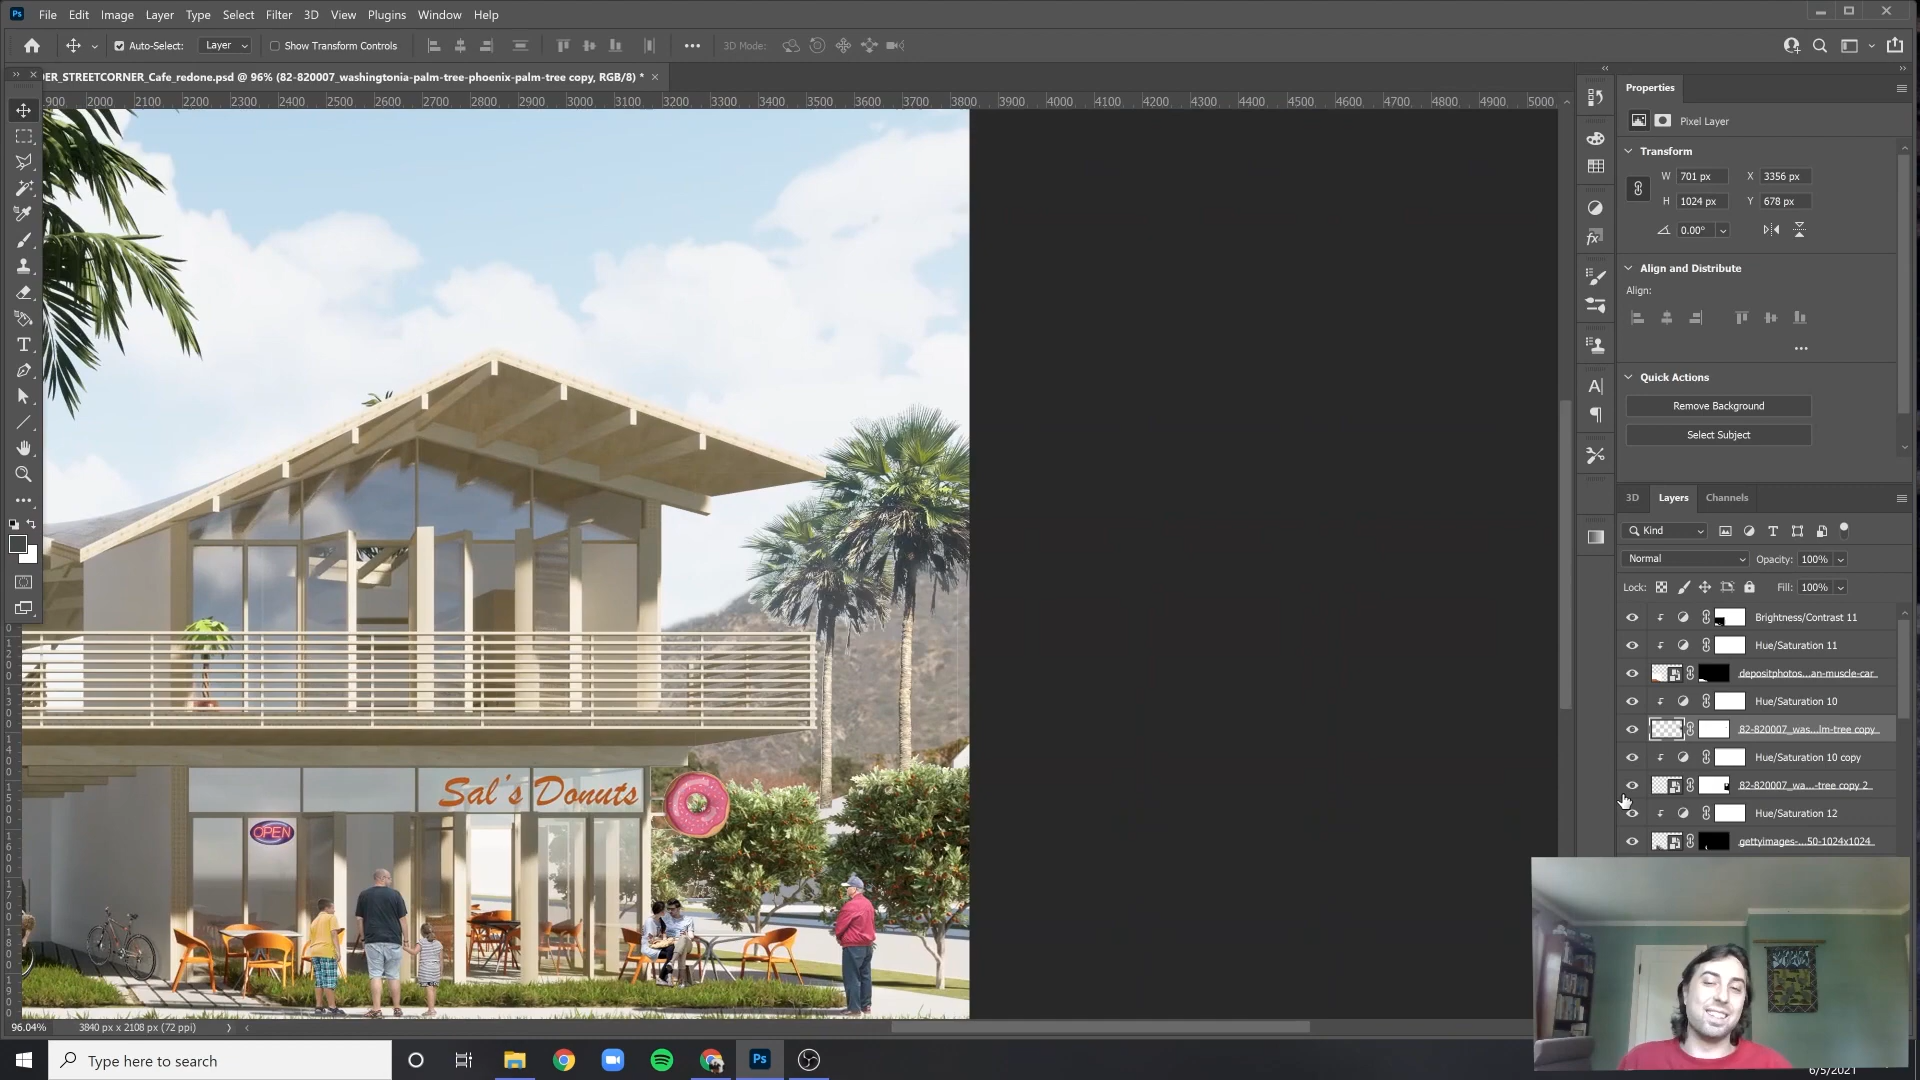 File Edit Image Layer Type Select Filter 3D View Plugins Window Help
Auto-Select: Layer Show Transform Controls 3D Mode:
ER_STREETCORNER_Cafe_redone.psd @ 96% (82-820007_washingtonia-palm-tree-phoenix-palm-tree copy, RGB/8) *
900 2000 2100 2200 2300 2400 2500 2600 2700 2800 2900 3000 3100 3200 3300 3400 3500 3600 3700 3800 3900 4000 4100 4200 4300 4400 4500 4600 4700 4800 4900 5000
Properties
Pixel Layer
Transform
W 701 px X 3356 px
H 1024 px Y 678 px
0.00°
Align and Distribute
Align:
Quick Actions
Remove Background
Select Subject
3D Layers Channels
Kind
Normal Opacity: 100%
Lock: Fill: 100%
Brightness/Contrast 11
Hue/Saturation 11
depositphotos...an-muscle-car
Hue/Saturation 10
82-820007_was...lm-tree copy
Hue/Saturation 10 copy
82-820007_wa...-tree copy 2
Hue/Saturation 12
gettyimages-...50-1024x1024
Sal's Donuts
OPEN
96.04% 3840 px x 2108 px (72 ppi)
Type here to search
Ps
6/5/2021